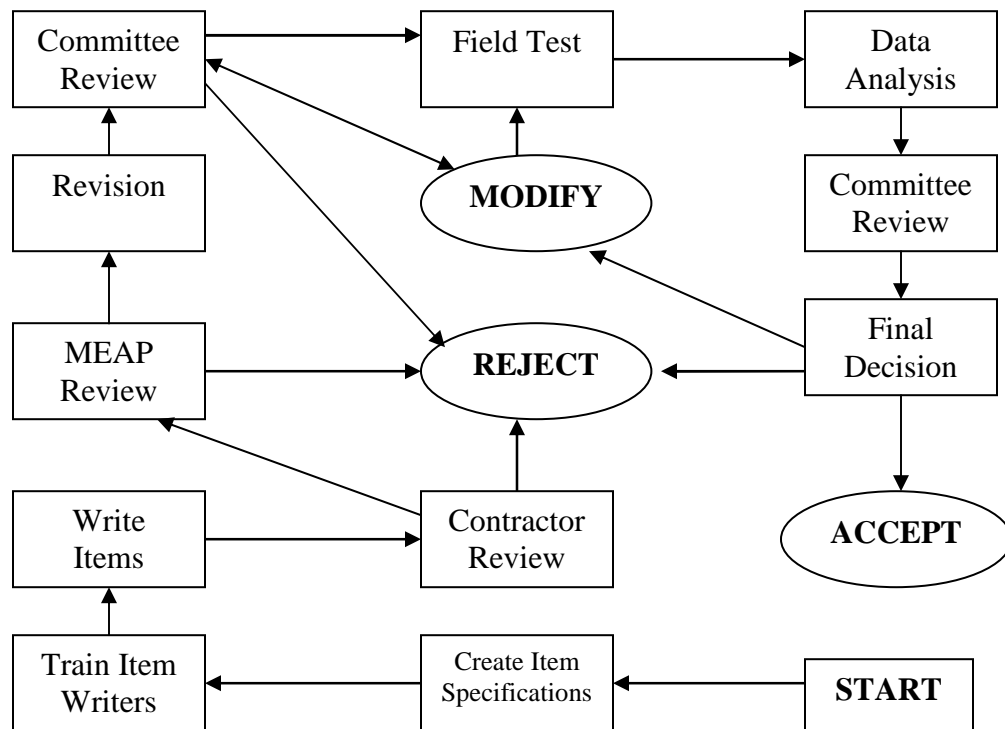 Committee
Review
Field Test
Data
Analysis
Revision
MODIFY
Committee
Review
MEAP
Review
REJECT
Final
Decision
Write
Items
Contractor
Review
ACCEPT
Train Item
Writers
Create Item
Specifications
START